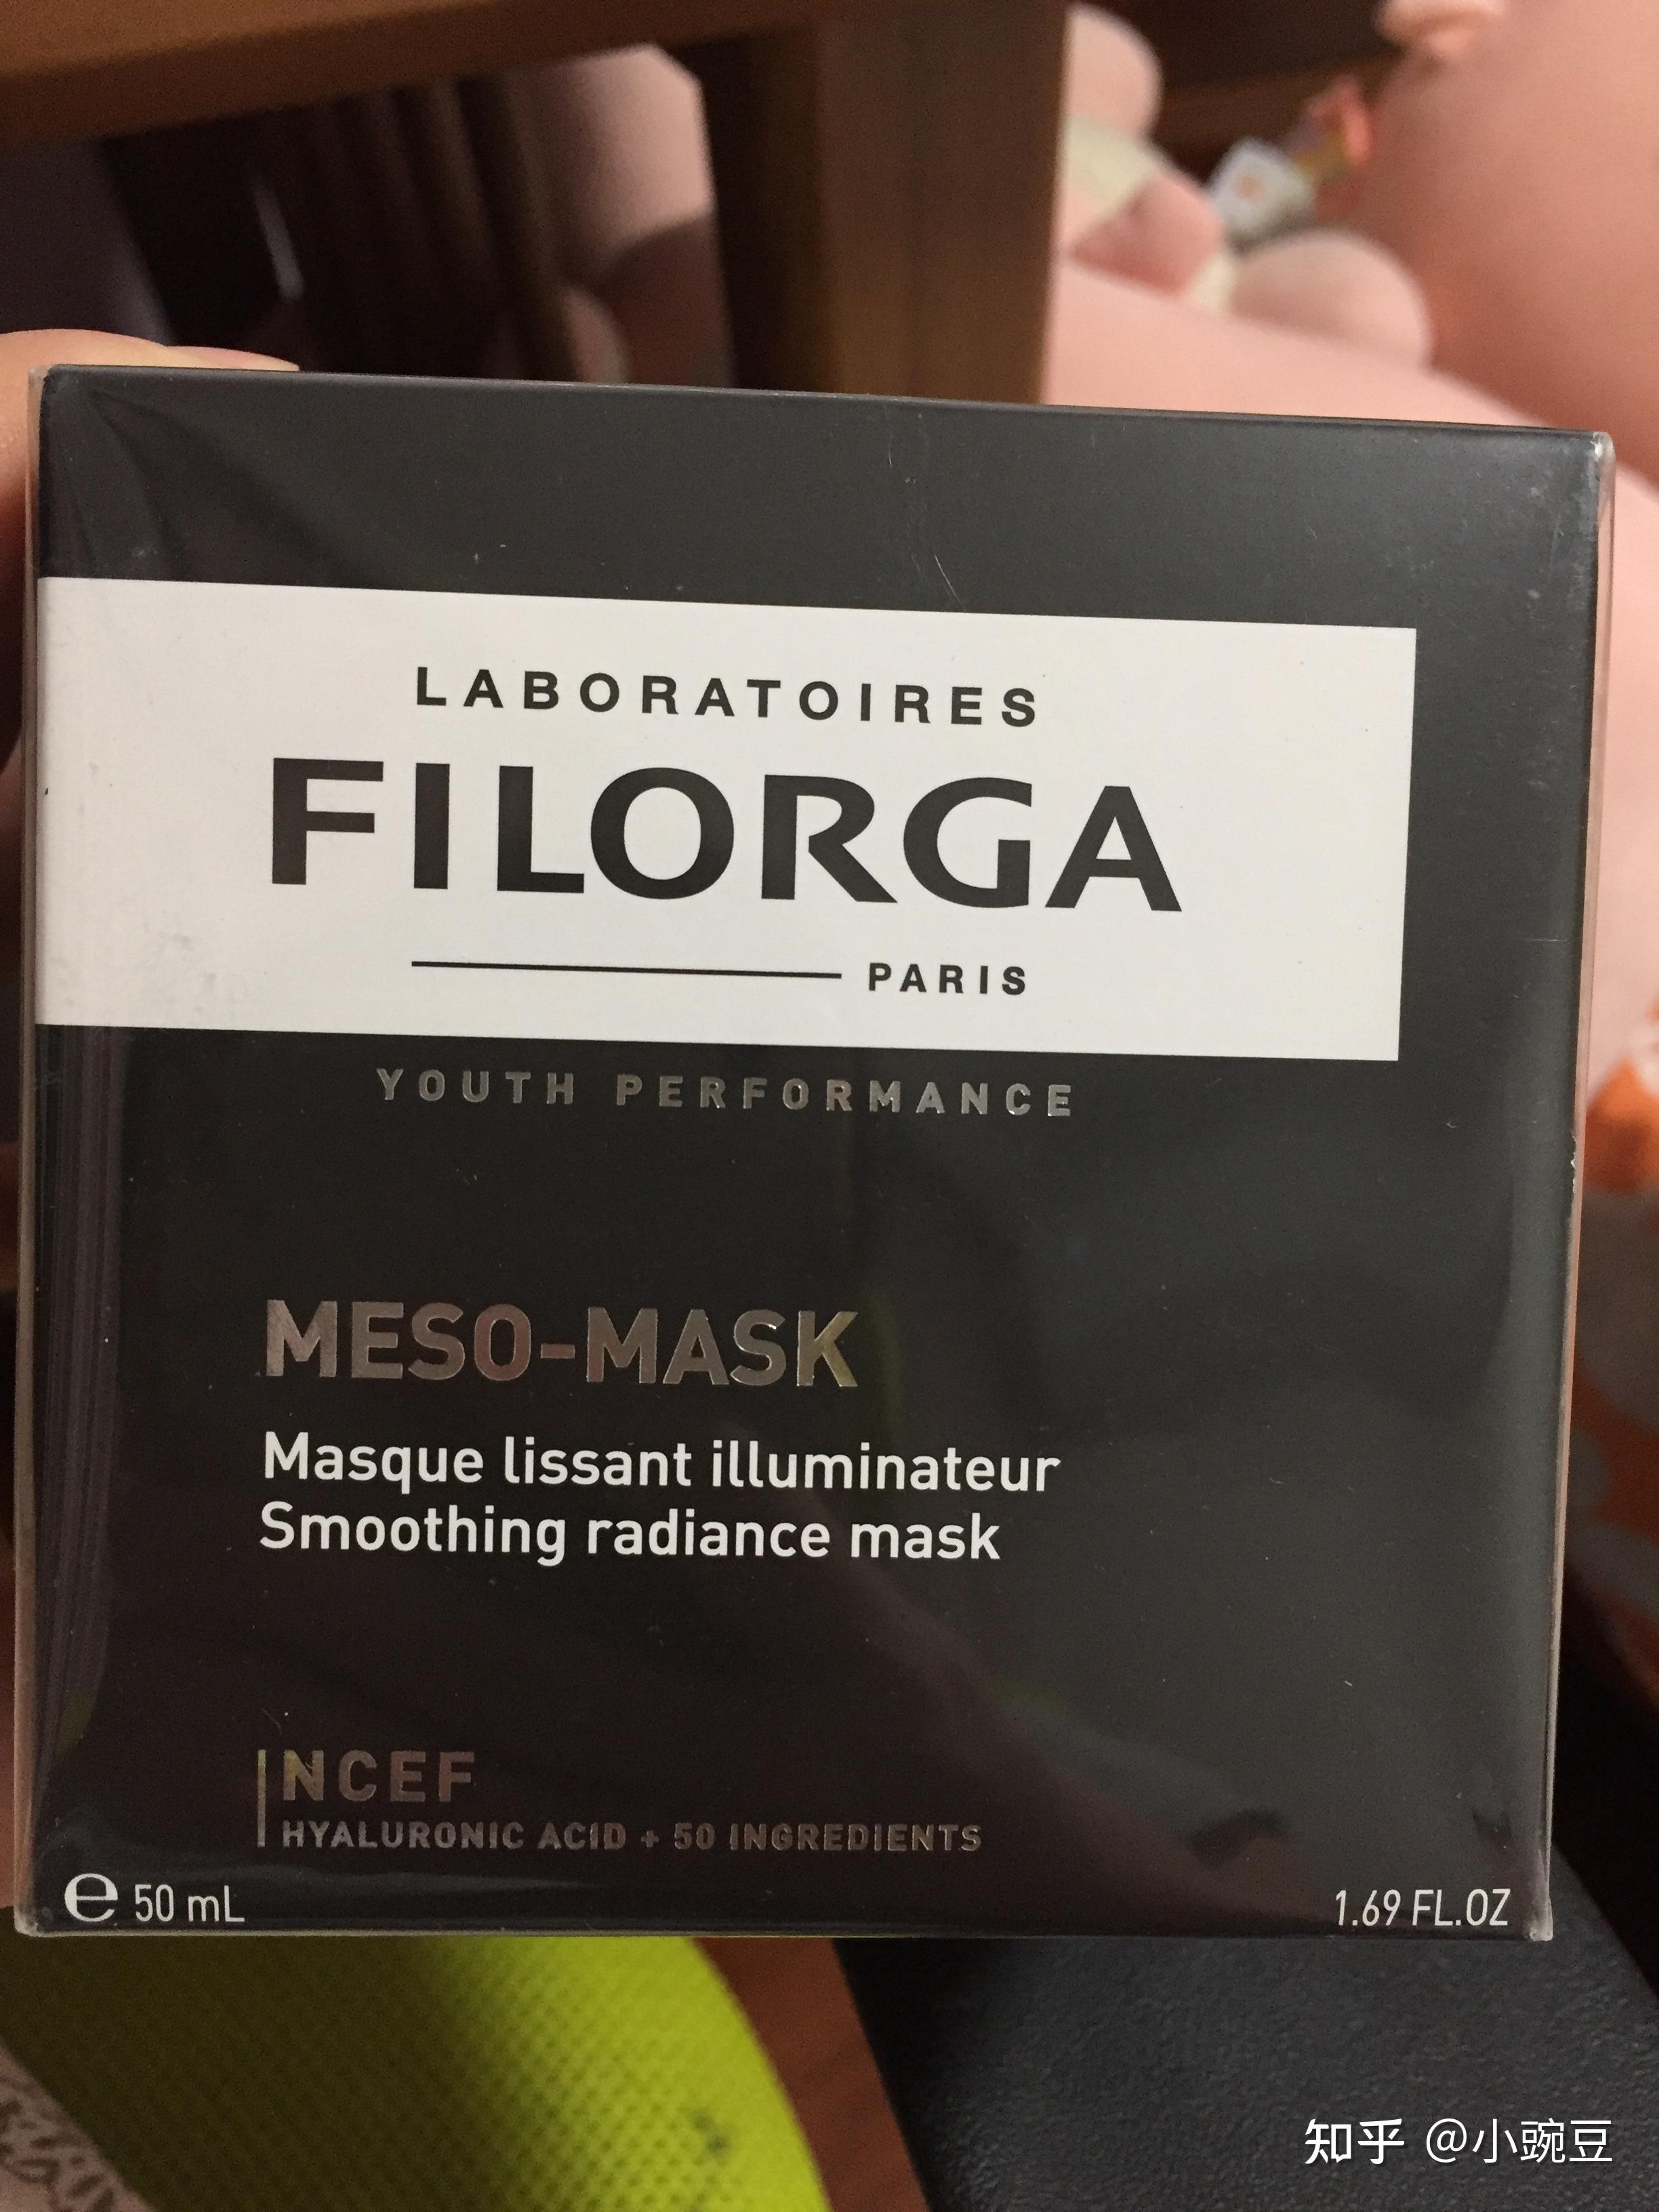 LABORATOIRES
FILORGA
PARIS
YOUTH PERFORMANCE
MESO-MASK
Masque lissant illuminateur
Smoothing radiance mask
NCEF
HYALURONIC ACID + 50 INGREDIENTS
℮ 50 mL
1.69 FL.OZ
知乎 @小豌豆